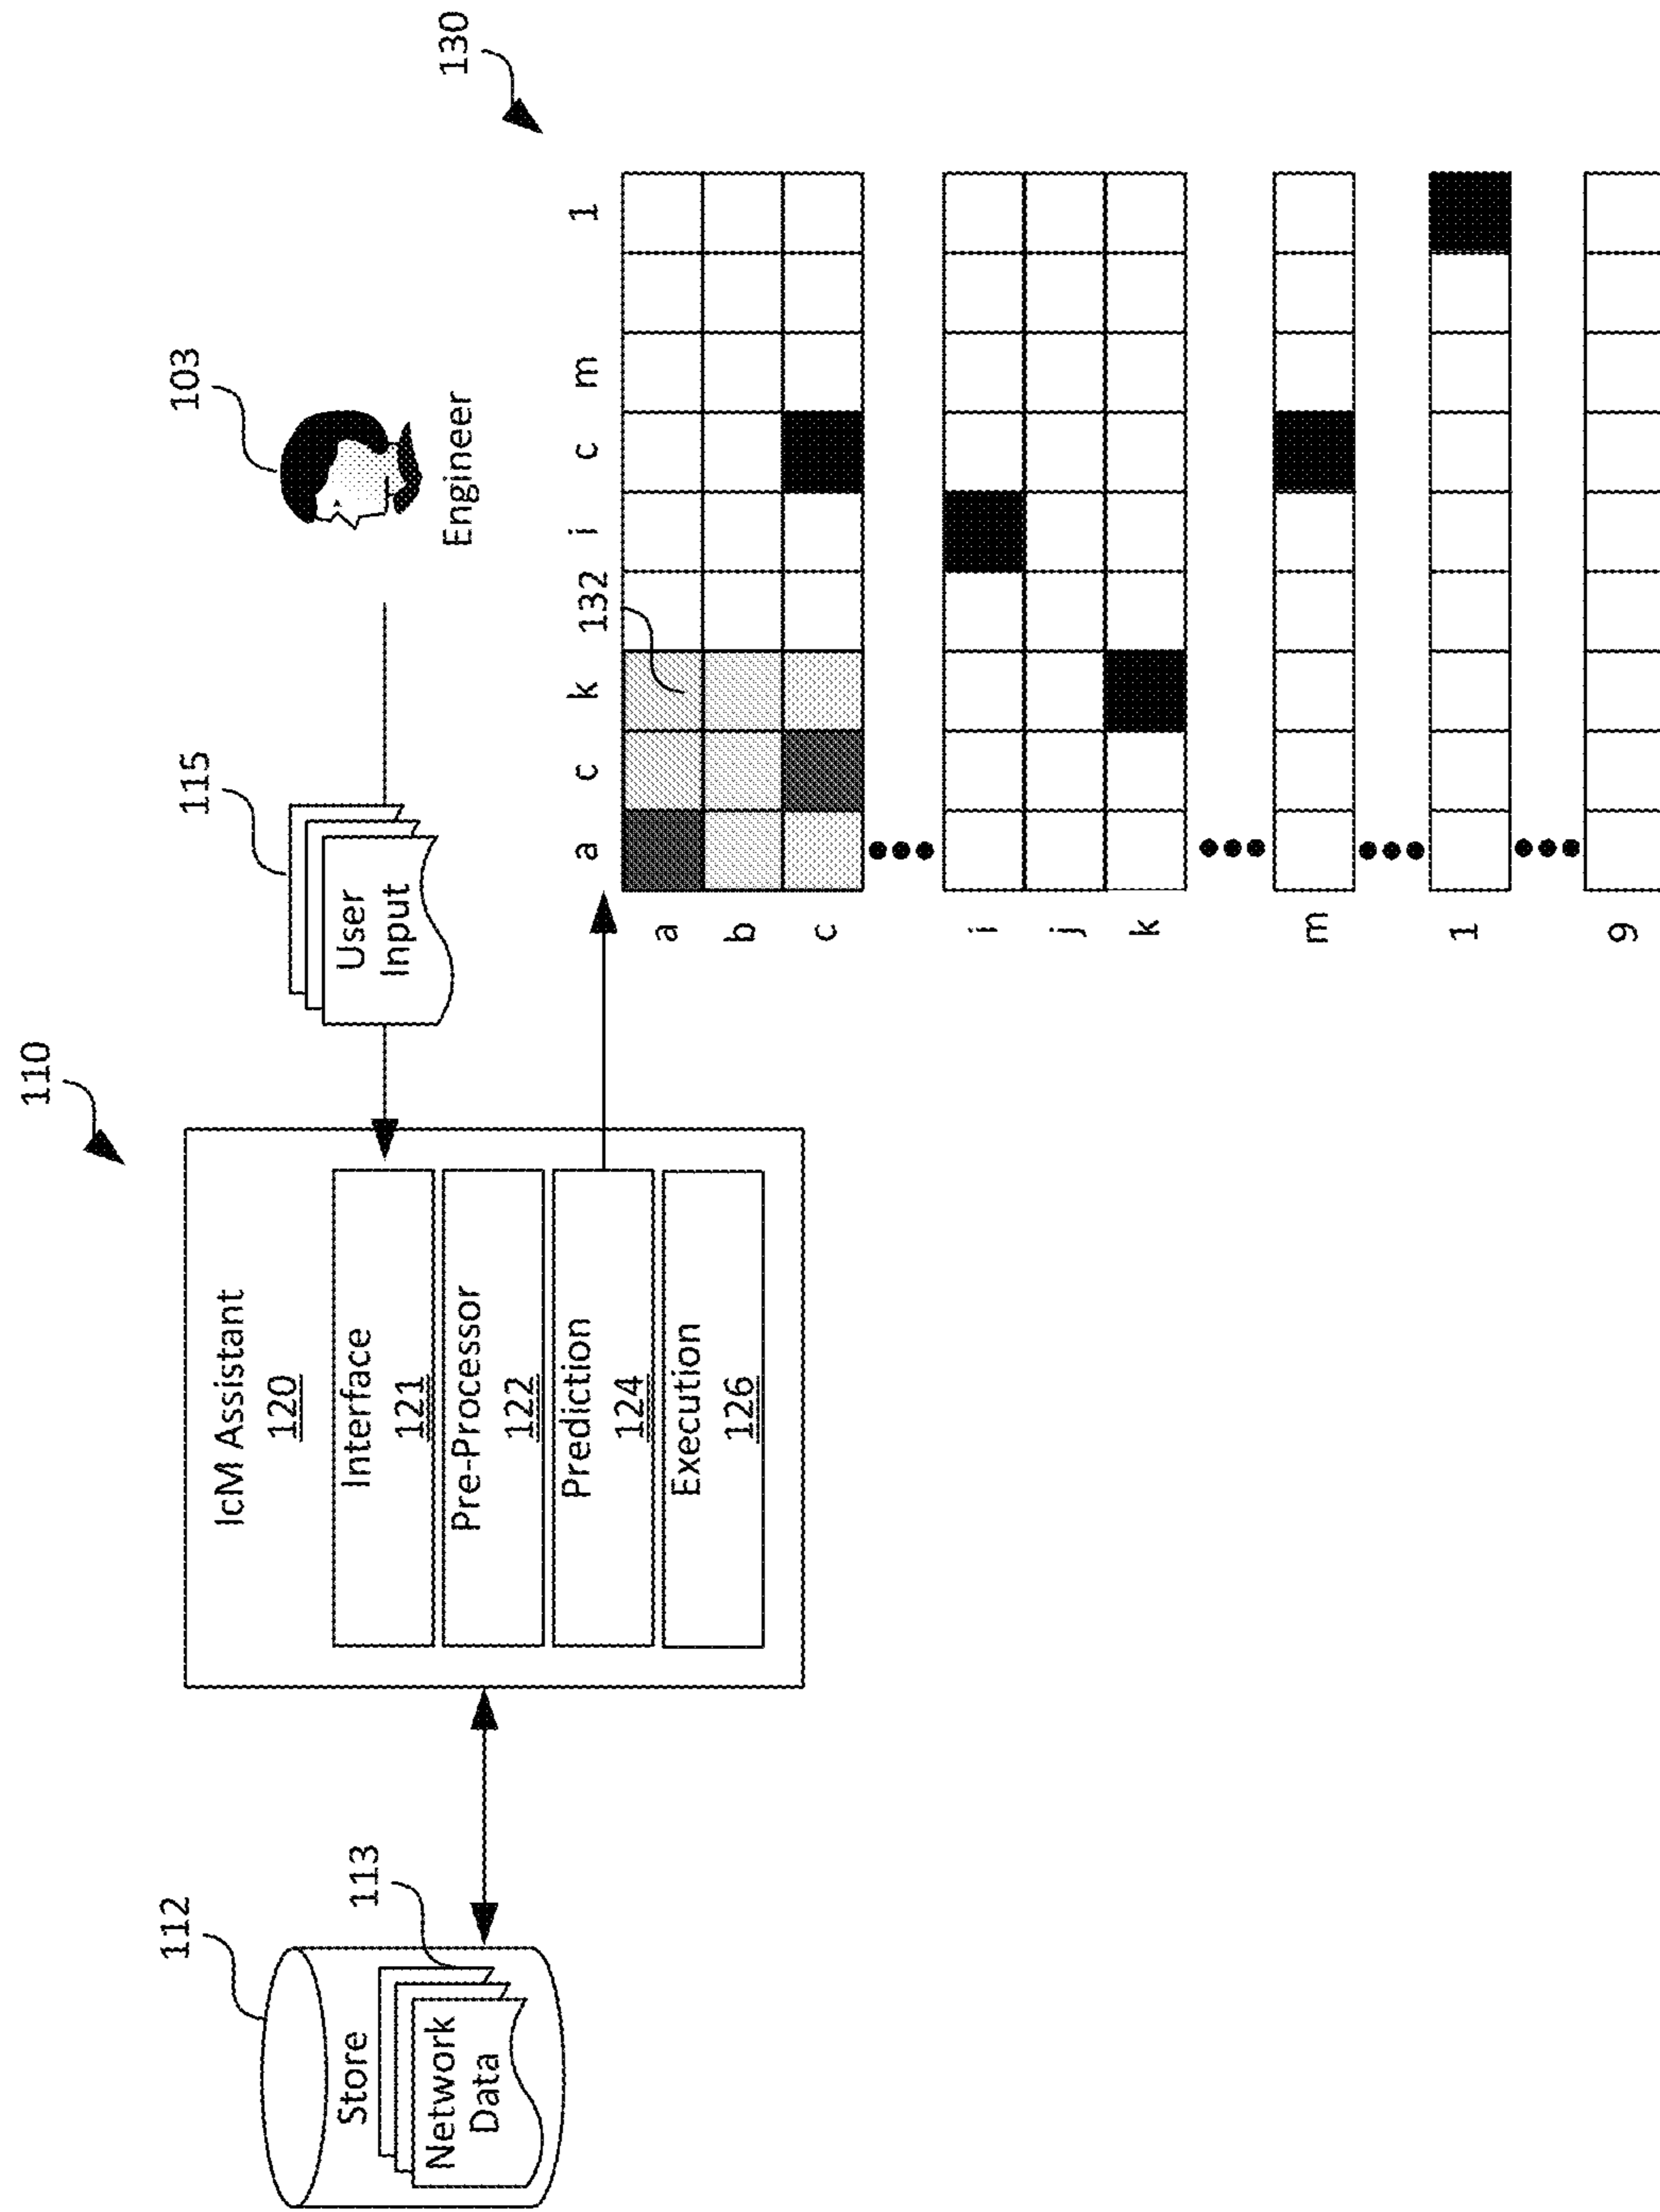 110
112
Store
113
Network
Data
IcM Assistant
120
Interface
121
Pre-Processor
122
Prediction
124
Execution
126
115
User
Input
103
Engineer
130
132
a c k i c m 1
a
b
c
i
j
k
m
1
9